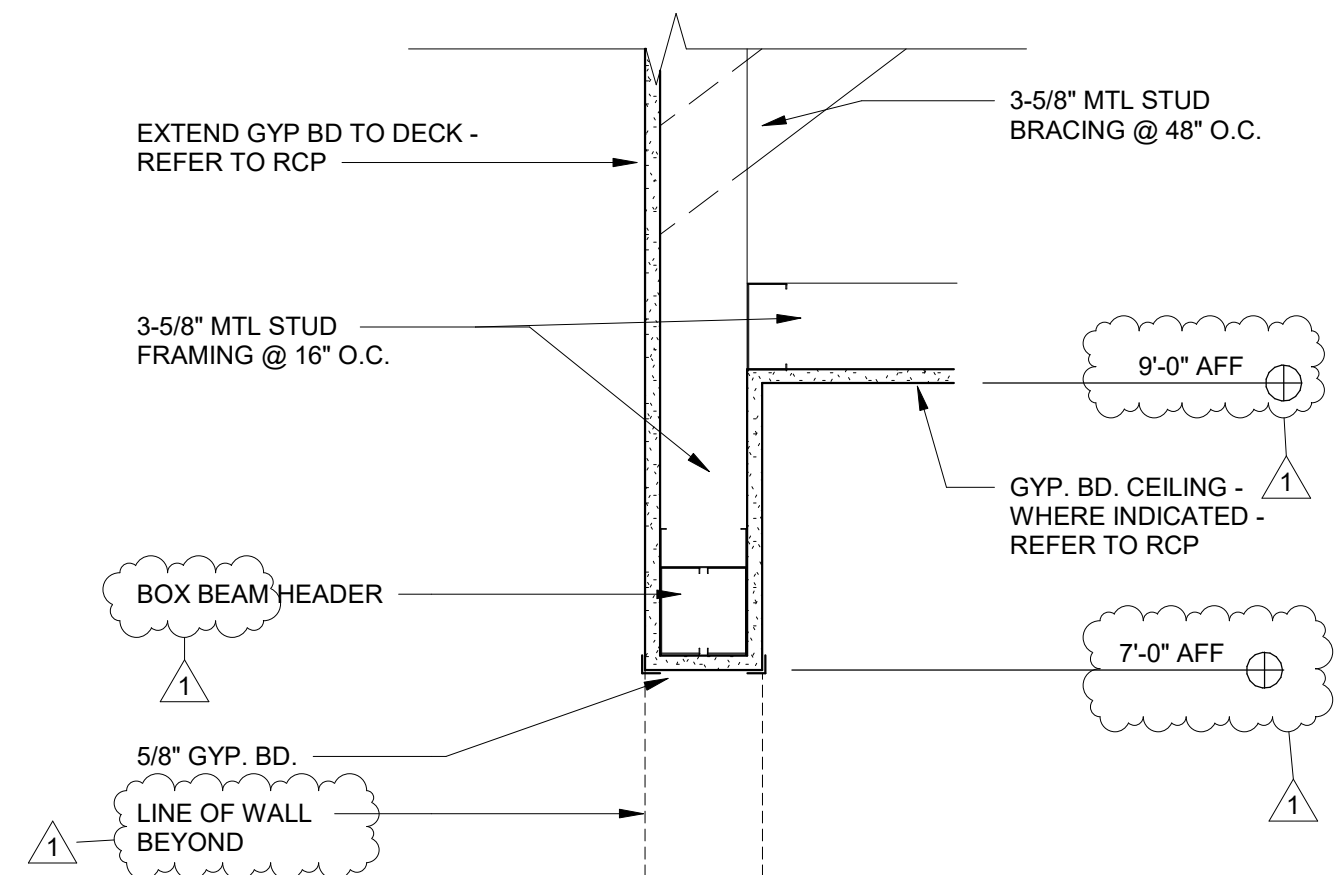 EXTEND GYP BD TO DECK -
REFER TO RCP
3-5/8" MTL STUD
BRACING @ 48" O.C.
3-5/8" MTL STUD
FRAMING @ 16" O.C.
9'-0" AFF
1
GYP. BD. CEILING -
WHERE INDICATED -
REFER TO RCP
BOX BEAM HEADER
1
7'-0" AFF
1
5/8" GYP. BD.
LINE OF WALL
BEYOND
1